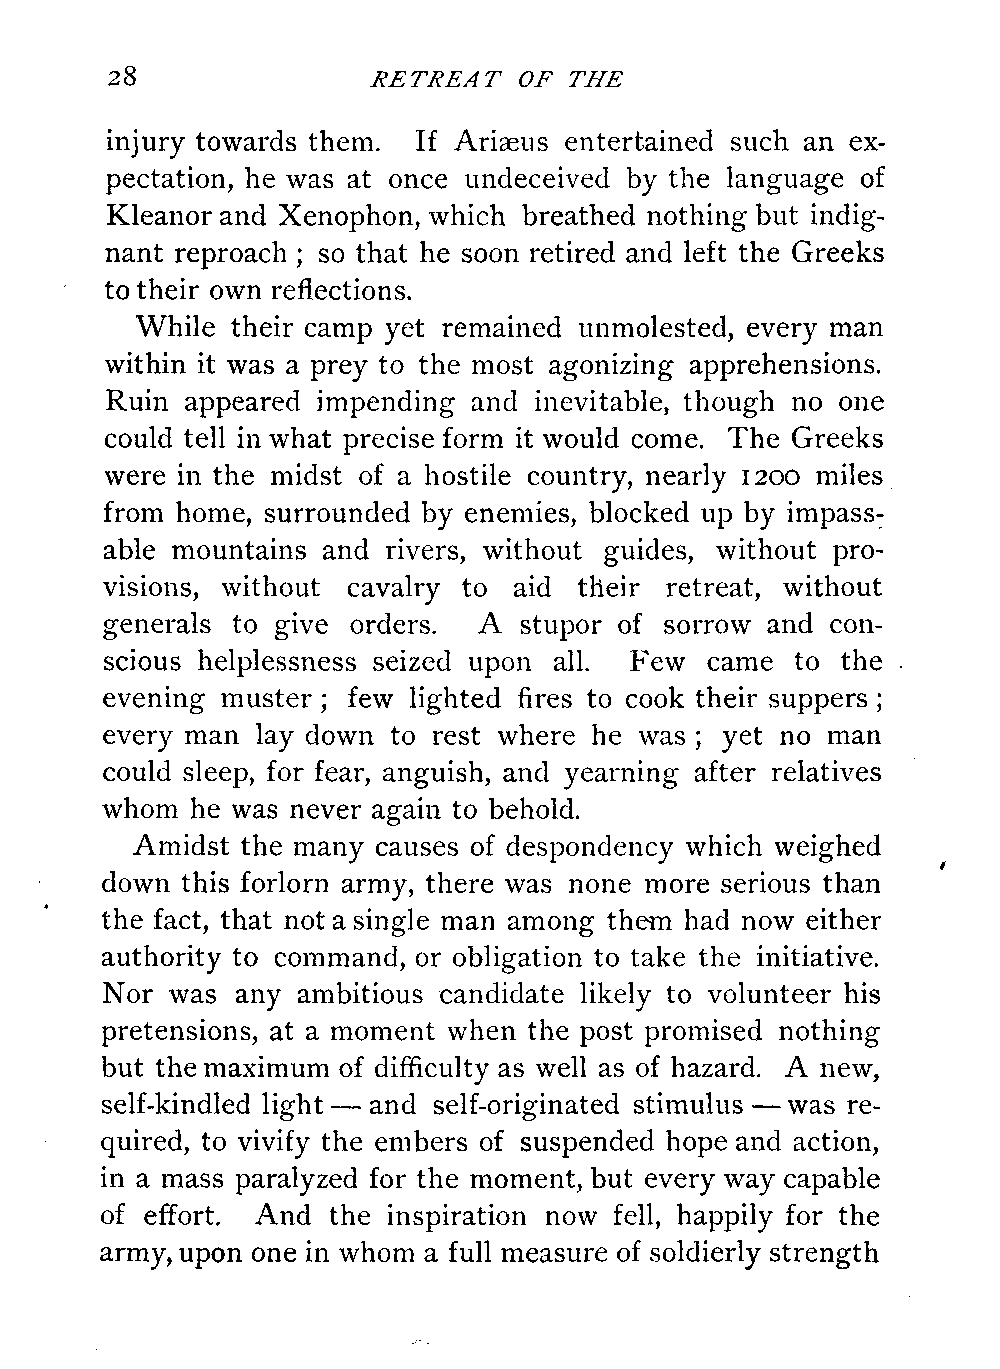 28 RETREAT OF THE
injury towards them. If Ariæus entertained such an ex-
pectation, he was at once undeceived by the language of
Kleanor and Xenophon, which breathed nothing but indig-
nant reproach ; so that he soon retired and left the Greeks
to their own reflections.
While their camp yet remained unmolested, every man
within it was a prey to the most agonizing apprehensions.
Ruin appeared impending and inevitable, though no one
could tell in what precise form it would come. The Greeks
were in the midst of a hostile country, nearly 1200 miles
from home, surrounded by enemies, blocked up by impass-
able mountains and rivers, without guides, without pro-
visions, without cavalry to aid their retreat, without
generals to give orders. A stupor of sorrow and con-
scious helplessness seized upon all. Few came to the
evening muster ; few lighted fires to cook their suppers ;
every man lay down to rest where he was ; yet no man
could sleep, for fear, anguish, and yearning after relatives
whom he was never again to behold.
Amidst the many causes of despondency which weighed
down this forlorn army, there was none more serious than
the fact, that not a single man among them had now either
authority to command, or obligation to take the initiative.
Nor was any ambitious candidate likely to volunteer his
pretensions, at a moment when the post promised nothing
but the maximum of difficulty as well as of hazard. A new,
self-kindled light — and self-originated stimulus — was re-
quired, to vivify the embers of suspended hope and action,
in a mass paralyzed for the moment, but every way capable
of effort. And the inspiration now fell, happily for the
army, upon one in whom a full measure of soldierly strength